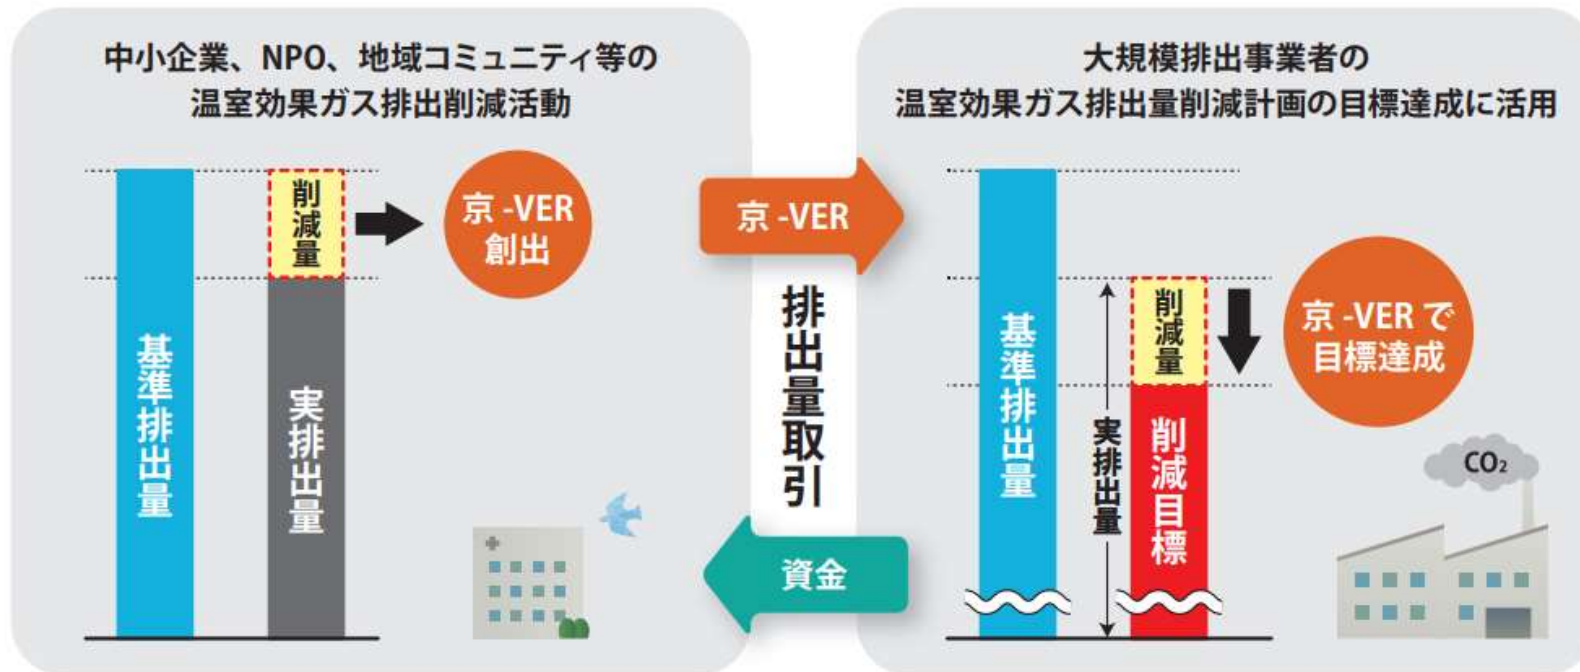 中小企業、NPO、地域コミュニティ等の
温室効果ガス排出削減活動
基準排出量
削減量
実排出量
京 -VER
創出
京 -VER
排出量取引
資金
大規模排出事業者の
温室効果ガス排出量削減計画の目標達成に活用
基準排出量
実排出量
削減量
削減目標
京 -VER で
目標達成
CO₂